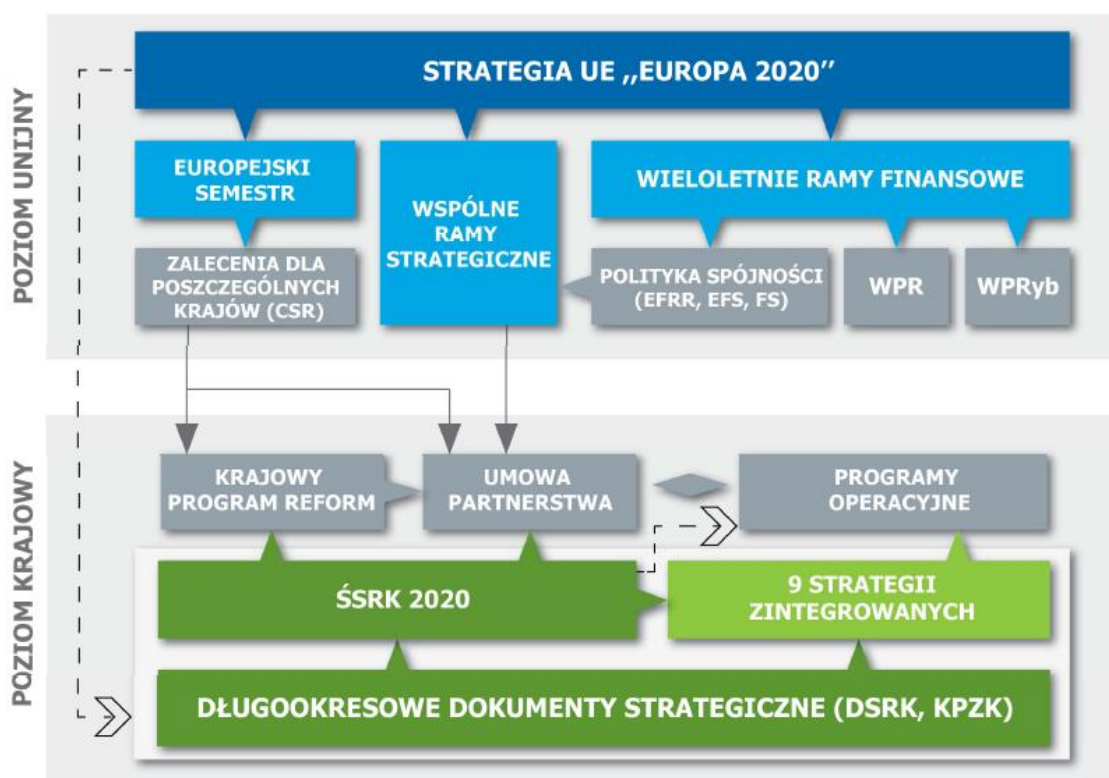 POZIOM UNIJNY
STRATEGIA UE ,,EUROPA 2020”
EUROPEJSKI
SEMESTR
WSPÓLNE
RAMY
STRATEGICZNE
WIELOLETNIE RAMY FINANSOWE
ZALECENIA DLA
POSZCZEGÓLNYCH
KRAJÓW (CSR)
POLITYKA SPÓJNOŚCI
(EFRR, EFS, FS)
WPR
WPRyb
POZIOM KRAJOWY
KRAJOWY
PROGRAM REFORM
UMOWA
PARTNERSTWA
PROGRAMY
OPERACYJNE
ŚSRK 2020
9 STRATEGII
ZINTEGROWANYCH
DŁUGOOKRESOWE DOKUMENTY STRATEGICZNE (DSRK, KPZK)